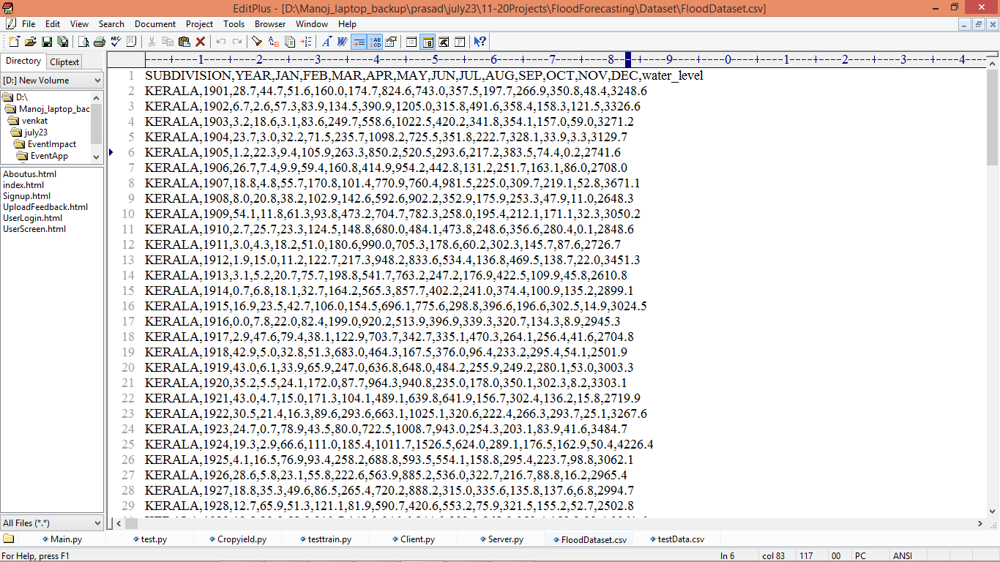 EditPlus - [D:\Manoj_laptop_backup\prasad\july23\11-20Projects\FloodForecasting\Dataset\FloodDataset.csv]
File Edit View Search Document Project Tools Browser Window Help
Directory Cliptext
[D:] New Volume
D:\
Manoj_laptop_bac
venkat
july23
EventImpact
EventApp
Aboutus.html
index.html
Signup.html
UploadFeedback.html
UserLogin.html
UserScreen.html
All Files (*.*)
----+----1----+----2----+----3----+----4----+----5----+----6----+----7----+----8----+----9----+----0----+----1----+----2----+----3----+----4--
1 SUBDIVISION,YEAR,JAN,FEB,MAR,APR,MAY,JUN,JUL,AUG,SEP,OCT,NOV,DEC,water_level
2 KERALA,1901,28.7,44.7,51.6,160.0,174.7,824.6,743.0,357.5,197.7,266.9,350.8,48.4,3248.6
3 KERALA,1902,6.7,2.6,57.3,83.9,134.5,390.9,1205.0,315.8,491.6,358.4,158.3,121.5,3326.6
4 KERALA,1903,3.2,18.6,3.1,83.6,249.7,558.6,1022.5,420.2,341.8,354.1,157.0,59.0,3271.2
5 KERALA,1904,23.7,3.0,32.2,71.5,235.7,1098.2,725.5,351.8,222.7,328.1,33.9,3.3,3129.7
6 KERALA,1905,1.2,22.3,9.4,105.9,263.3,850.2,520.5,293.6,217.2,383.5,74.4,0.2,2741.6
7 KERALA,1906,26.7,7.4,9.9,59.4,160.8,414.9,954.2,442.8,131.2,251.7,163.1,86.0,2708.0
8 KERALA,1907,18.8,4.8,55.7,170.8,101.4,770.9,760.4,981.5,225.0,309.7,219.1,52.8,3671.1
9 KERALA,1908,8.0,20.8,38.2,102.9,142.6,592.6,902.2,352.9,175.9,253.3,47.9,11.0,2648.3
10 KERALA,1909,54.1,11.8,61.3,93.8,473.2,704.7,782.3,258.0,195.4,212.1,171.1,32.3,3050.2
11 KERALA,1910,2.7,25.7,23.3,124.5,148.8,680.0,484.1,473.8,248.6,356.6,280.4,0.1,2848.6
12 KERALA,1911,3.0,4.3,18.2,51.0,180.6,990.0,705.3,178.6,60.2,302.3,145.7,87.6,2726.7
13 KERALA,1912,1.9,15.0,11.2,122.7,217.3,948.2,833.6,534.4,136.8,469.5,138.7,22.0,3451.3
14 KERALA,1913,3.1,5.2,20.7,75.7,198.8,541.7,763.2,247.2,176.9,422.5,109.9,45.8,2610.8
15 KERALA,1914,0.7,6.8,18.1,32.7,164.2,565.3,857.7,402.2,241.0,374.4,100.9,135.2,2899.1
16 KERALA,1915,16.9,23.5,42.7,106.0,154.5,696.1,775.6,298.8,396.6,196.6,302.5,14.9,3024.5
17 KERALA,1916,0.0,7.8,22.0,82.4,199.0,920.2,513.9,396.9,339.3,320.7,134.3,8.9,2945.3
18 KERALA,1917,2.9,47.6,79.4,38.1,122.9,703.7,342.7,335.1,470.3,264.1,256.4,41.6,2704.8
19 KERALA,1918,42.9,5.0,32.8,51.3,683.0,464.3,167.5,376.0,96.4,233.2,295.4,54.1,2501.9
20 KERALA,1919,43.0,6.1,33.9,65.9,247.0,636.8,648.0,484.2,255.9,249.2,280.1,53.0,3003.3
21 KERALA,1920,35.2,5.5,24.1,172.0,87.7,964.3,940.8,235.0,178.0,350.1,302.3,8.2,3303.1
22 KERALA,1921,43.0,4.7,15.0,171.3,104.1,489.1,639.8,641.9,156.7,302.4,136.2,15.8,2719.9
23 KERALA,1922,30.5,21.4,16.3,89.6,293.6,663.1,1025.1,320.6,222.4,266.3,293.7,25.1,3267.6
24 KERALA,1923,24.7,0.7,78.9,43.5,80.0,722.5,1008.7,943.0,254.3,203.1,83.9,41.6,3484.7
25 KERALA,1924,19.3,2.9,66.6,111.0,185.4,1011.7,1526.5,624.0,289.1,176.5,162.9,50.4,4226.4
26 KERALA,1925,4.1,16.5,76.9,93.4,258.2,688.8,593.5,554.1,158.8,295.4,223.7,98.8,3062.1
27 KERALA,1926,28.6,5.8,23.1,55.8,222.6,563.9,885.2,536.0,322.7,216.7,88.8,16.2,2965.4
28 KERALA,1927,18.8,35.3,49.6,86.5,265.4,720.2,888.2,315.0,335.6,135.8,137.6,6.8,2994.7
29 KERALA,1928,12.7,65.9,51.3,121.1,81.9,590.7,420.6,553.2,75.9,321.5,155.2,52.7,2502.8
Main.py test.py Cropyield.py testtrain.py Client.py Server.py FloodDataset.csv testData.csv
For Help, press F1 ln 6 col 83 117 00 PC ANSI